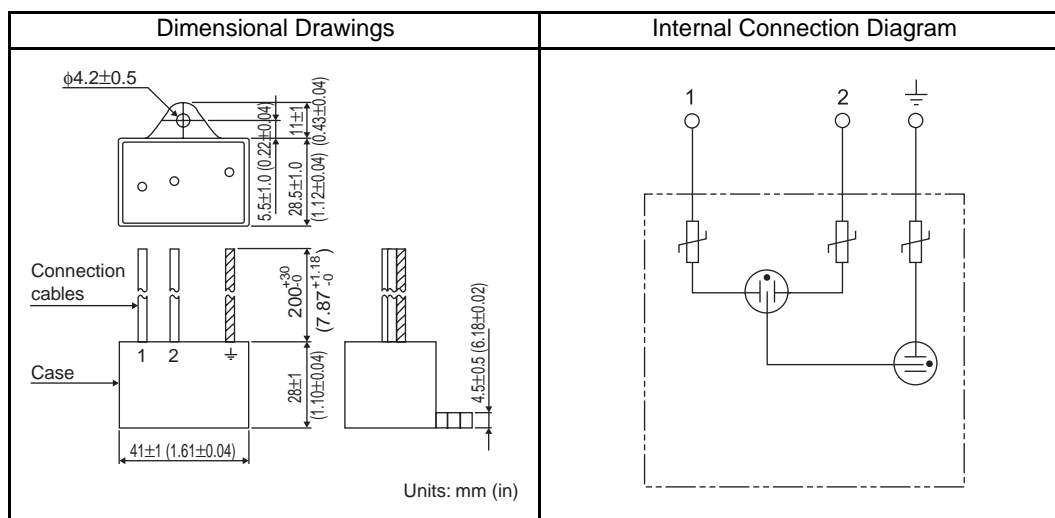 Dimensional Drawings
Internal Connection Diagram
ϕ4.2±0.5
11±1
(0.43±0.04)
5.5±1.0 (0.22±0.04)
28.5±1.0
(1.12±0.04)
Connection
cables
200 +30 -0
(7.87 +1.18 -0)
1 2
Case
28±1
(1.10±0.04)
4.5±0.5 (6.18±0.02)
41±1 (1.61±0.04)
Units: mm (in)
1 2